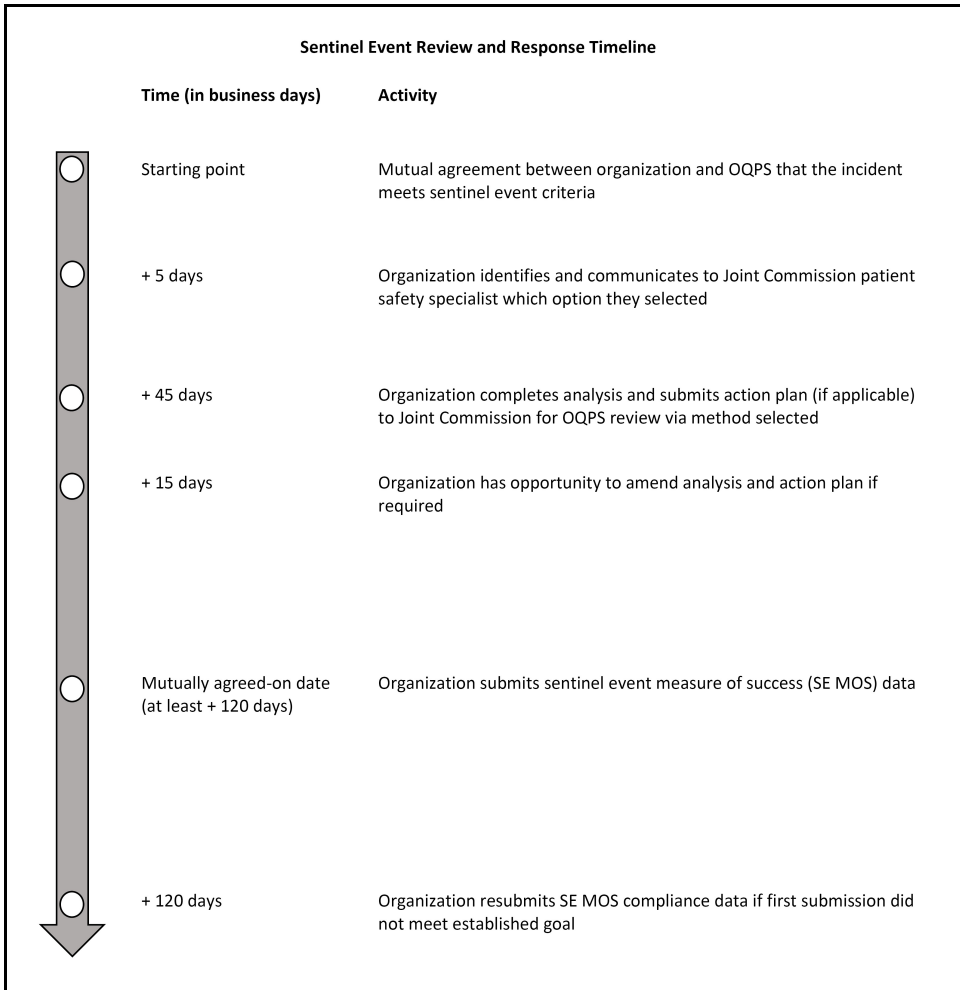 Sentinel Event Review and Response Timeline
Time (in business days) Activity
Starting point Mutual agreement between organization and OQPS that the incident
meets sentinel event criteria
+ 5 days Organization identifies and communicates to Joint Commission patient
safety specialist which option they selected
+ 45 days Organization completes analysis and submits action plan (if applicable)
to Joint Commission for OQPS review via method selected
+ 15 days Organization has opportunity to amend analysis and action plan if
required
Mutually agreed-on date Organization submits sentinel event measure of success (SE MOS) data
(at least + 120 days)
+ 120 days Organization resubmits SE MOS compliance data if first submission did
not meet established goal